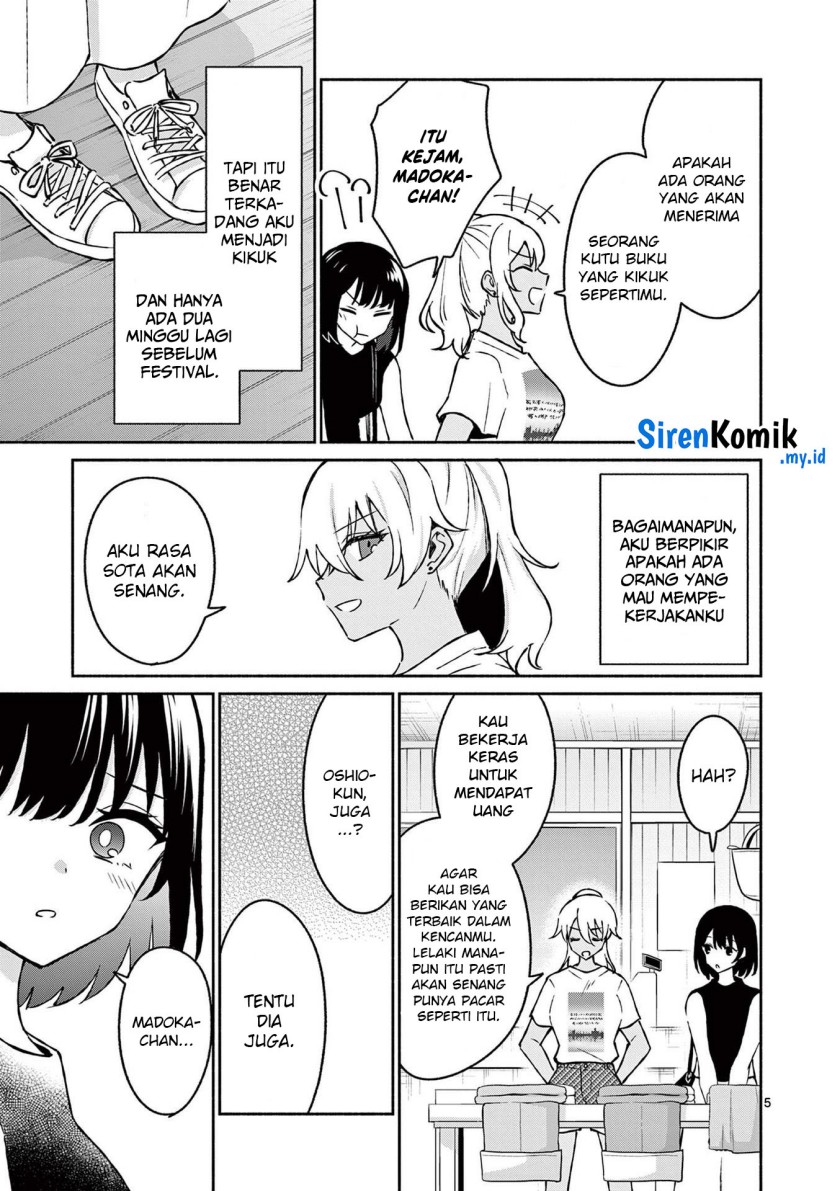 APAKAH
ADA ORANG
YANG AKAN
MENERIMA
SEORANG
KUTU BUKU
YANG KIKUK
SEPERTIMU.
ITU
KEJAM,
MADOKA-
CHAN!
TAPI ITU
BENAR
TERKA-
DANG AKU
MENJADI
KIKUK
DAN HANYA
ADA DUA
MINGGU LAGI
SEBELUM
FESTIVAL.
SirenKomik
.my.id
BAGAIMANAPUN,
AKU BERPIKIR
APAKAH ADA
ORANG YANG
MAU MEMPE-
KERJAKANKU
AKU RASA
SOTA AKAN
SENANG.
HAH?
KAU
BEKERJA
KERAS
UNTUK
MENDAPAT
UANG
AGAR
KAU BISA
BERIKAN YANG
TERBAIK DALAM
KENCANMU.
LELAKI MANA-
PUN ITU PASTI
AKAN SENANG
PUNYA PACAR
SEPERTI ITU.
OSHIO-
KUN,
JUGA
...?
TENTU
DIA
JUGA.
MADOKA-
CHAN...
5